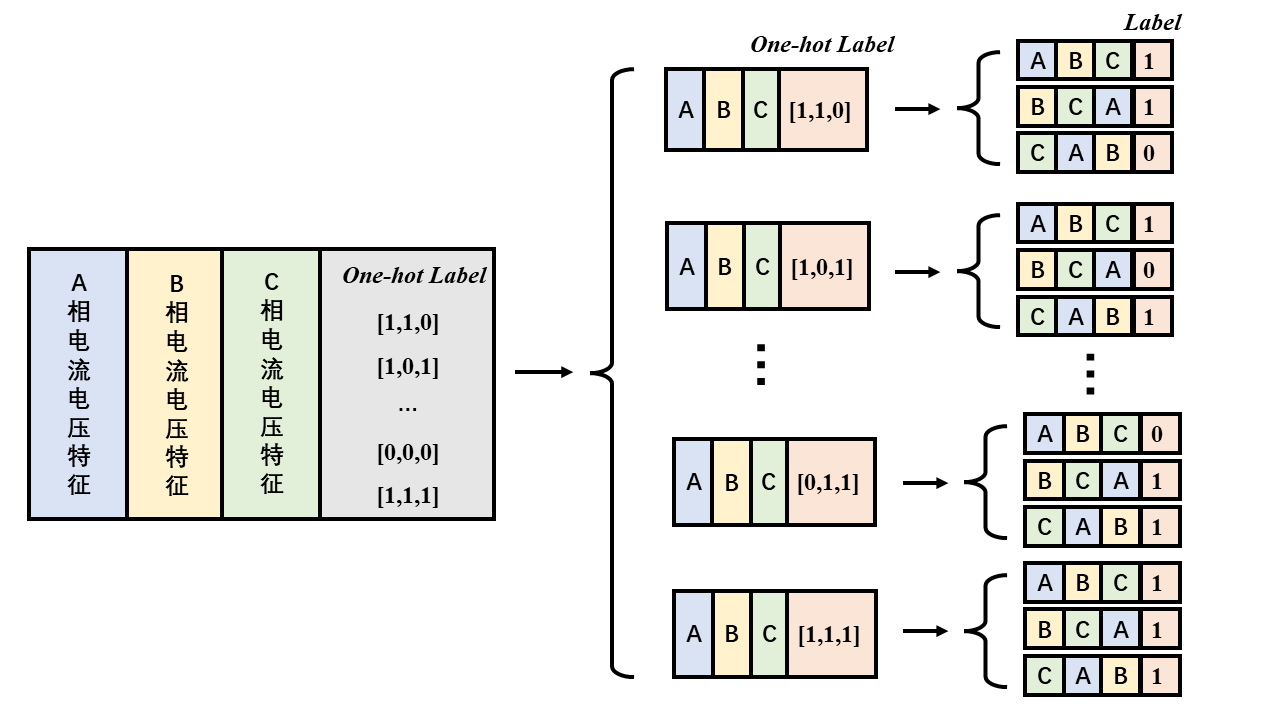 A相电流电压特征
B相电流电压特征
C相电流电压特征
One-hot Label
[1,1,0]
[1,0,1]
...
[0,0,0]
[1,1,1]
One-hot Label
A B C [1,1,0]
A B C [1,0,1]
A B C [0,1,1]
A B C [1,1,1]
Label
A B C 1
B C A 1
C A B 0
A B C 1
B C A 0
C A B 1
A B C 0
B C A 1
C A B 1
A B C 1
B C A 1
C A B 1